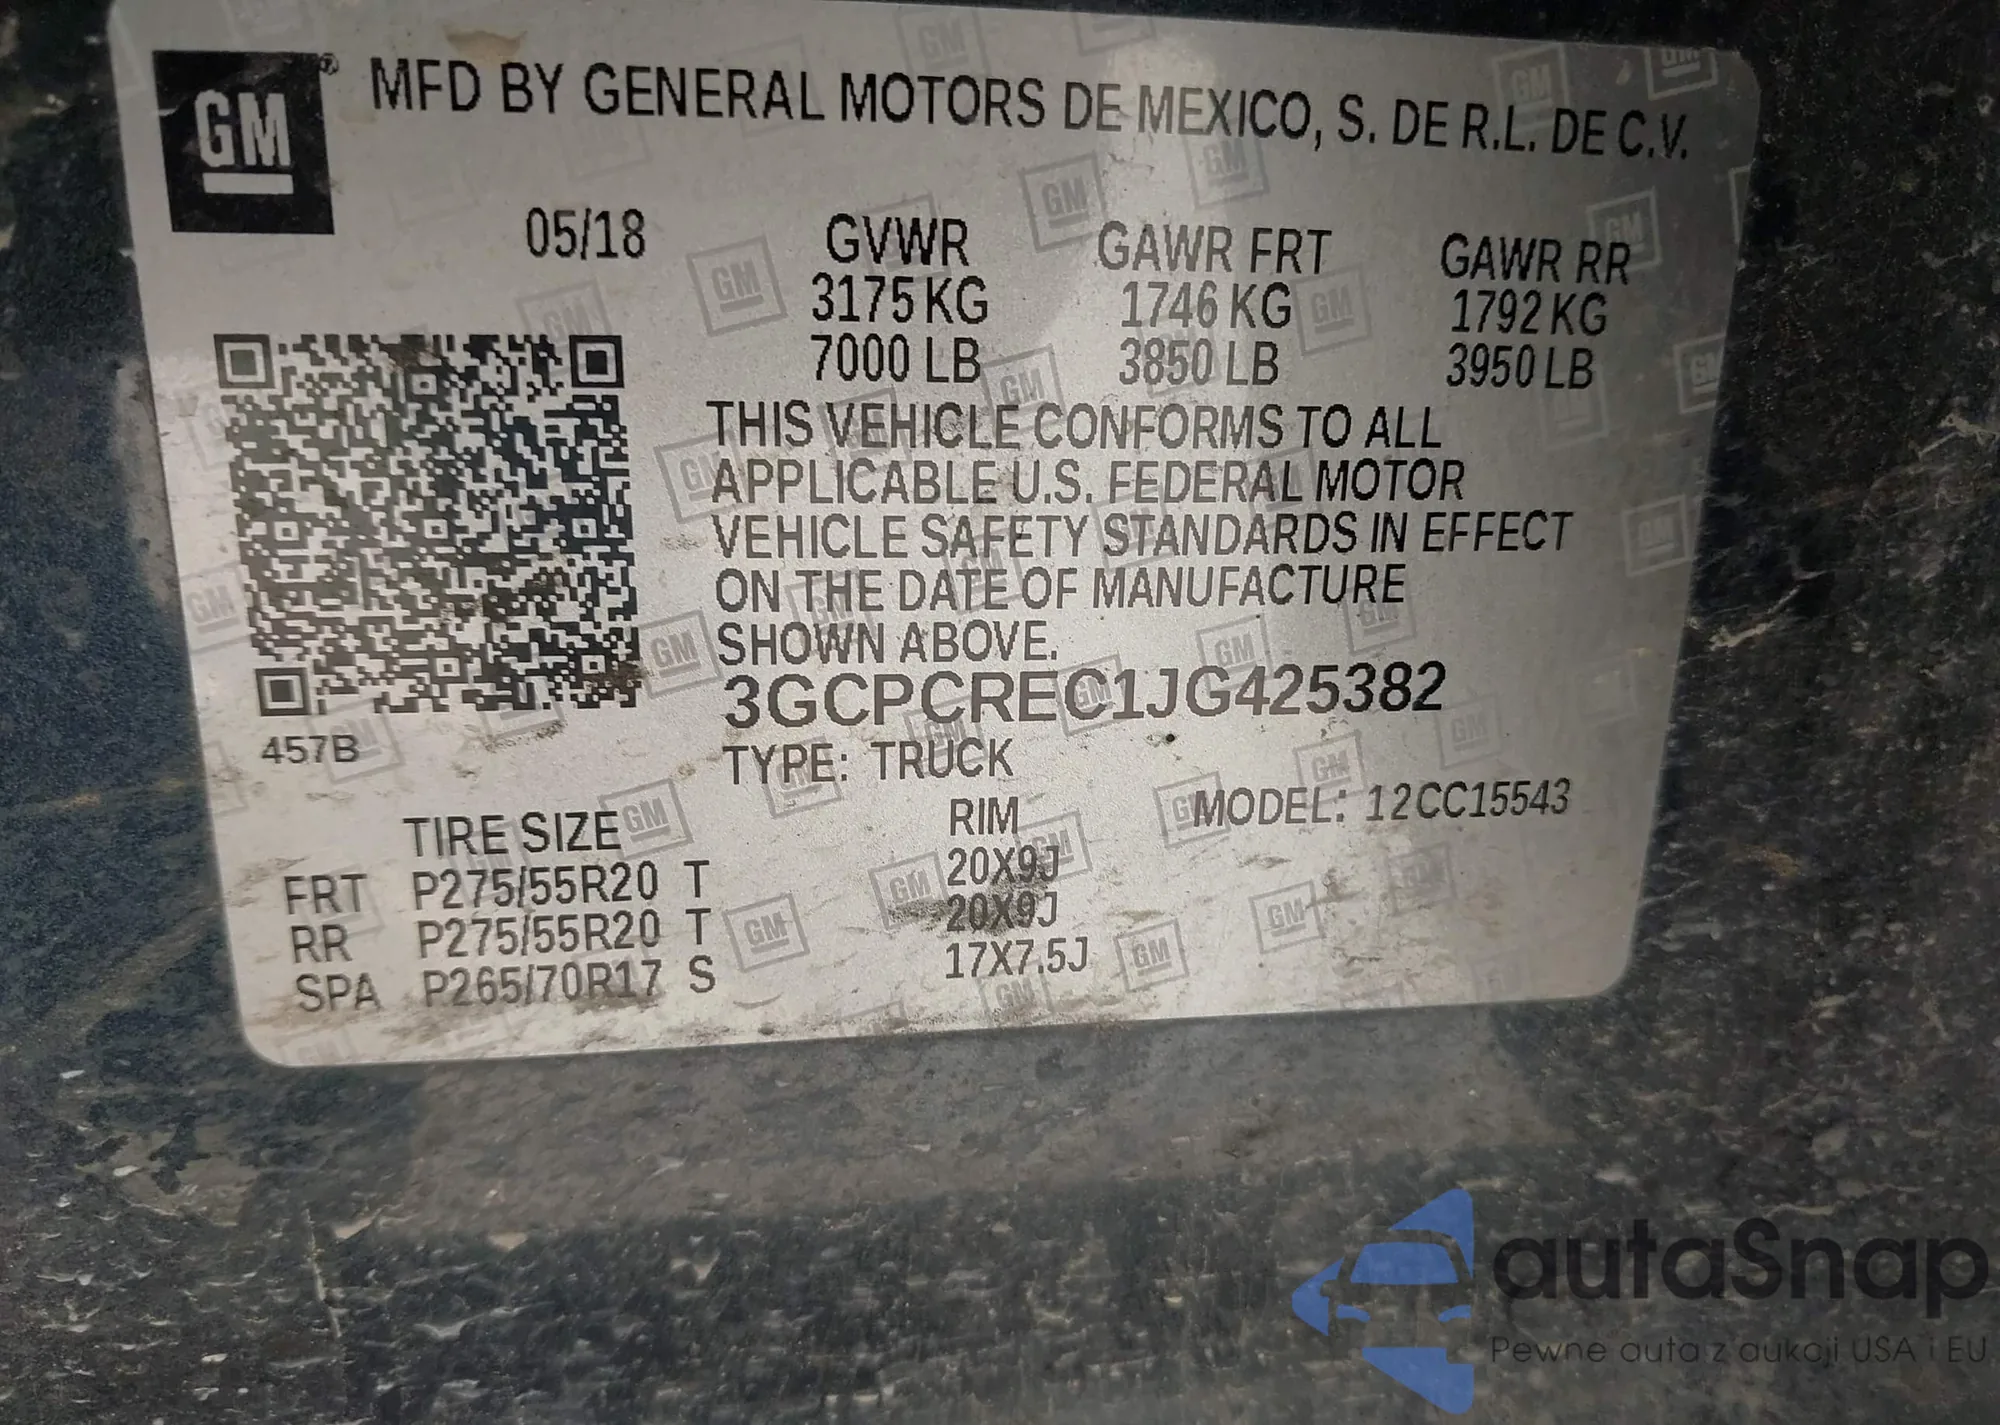 GM
MFD BY GENERAL MOTORS DE MEXICO, S. DE R.L. DE C.V.
05/18 GVWR GAWR FRT GAWR RR
3175 KG 1746 KG 1792 KG
7000 LB 3850 LB 3950 LB
THIS VEHICLE CONFORMS TO ALL
APPLICABLE U.S. FEDERAL MOTOR
VEHICLE SAFETY STANDARDS IN EFFECT
ON THE DATE OF MANUFACTURE
SHOWN ABOVE.
3GCPCREC1JG425382
457B
TYPE: TRUCK
TIRE SIZE RIM MODEL: 12CC15543
FRT P275/55R20 T 20X9J
RR P275/55R20 T 20X9J
SPA P265/70R17 S 17X7.5J
autaSnap
Pewne auta z aukcji USA i EU